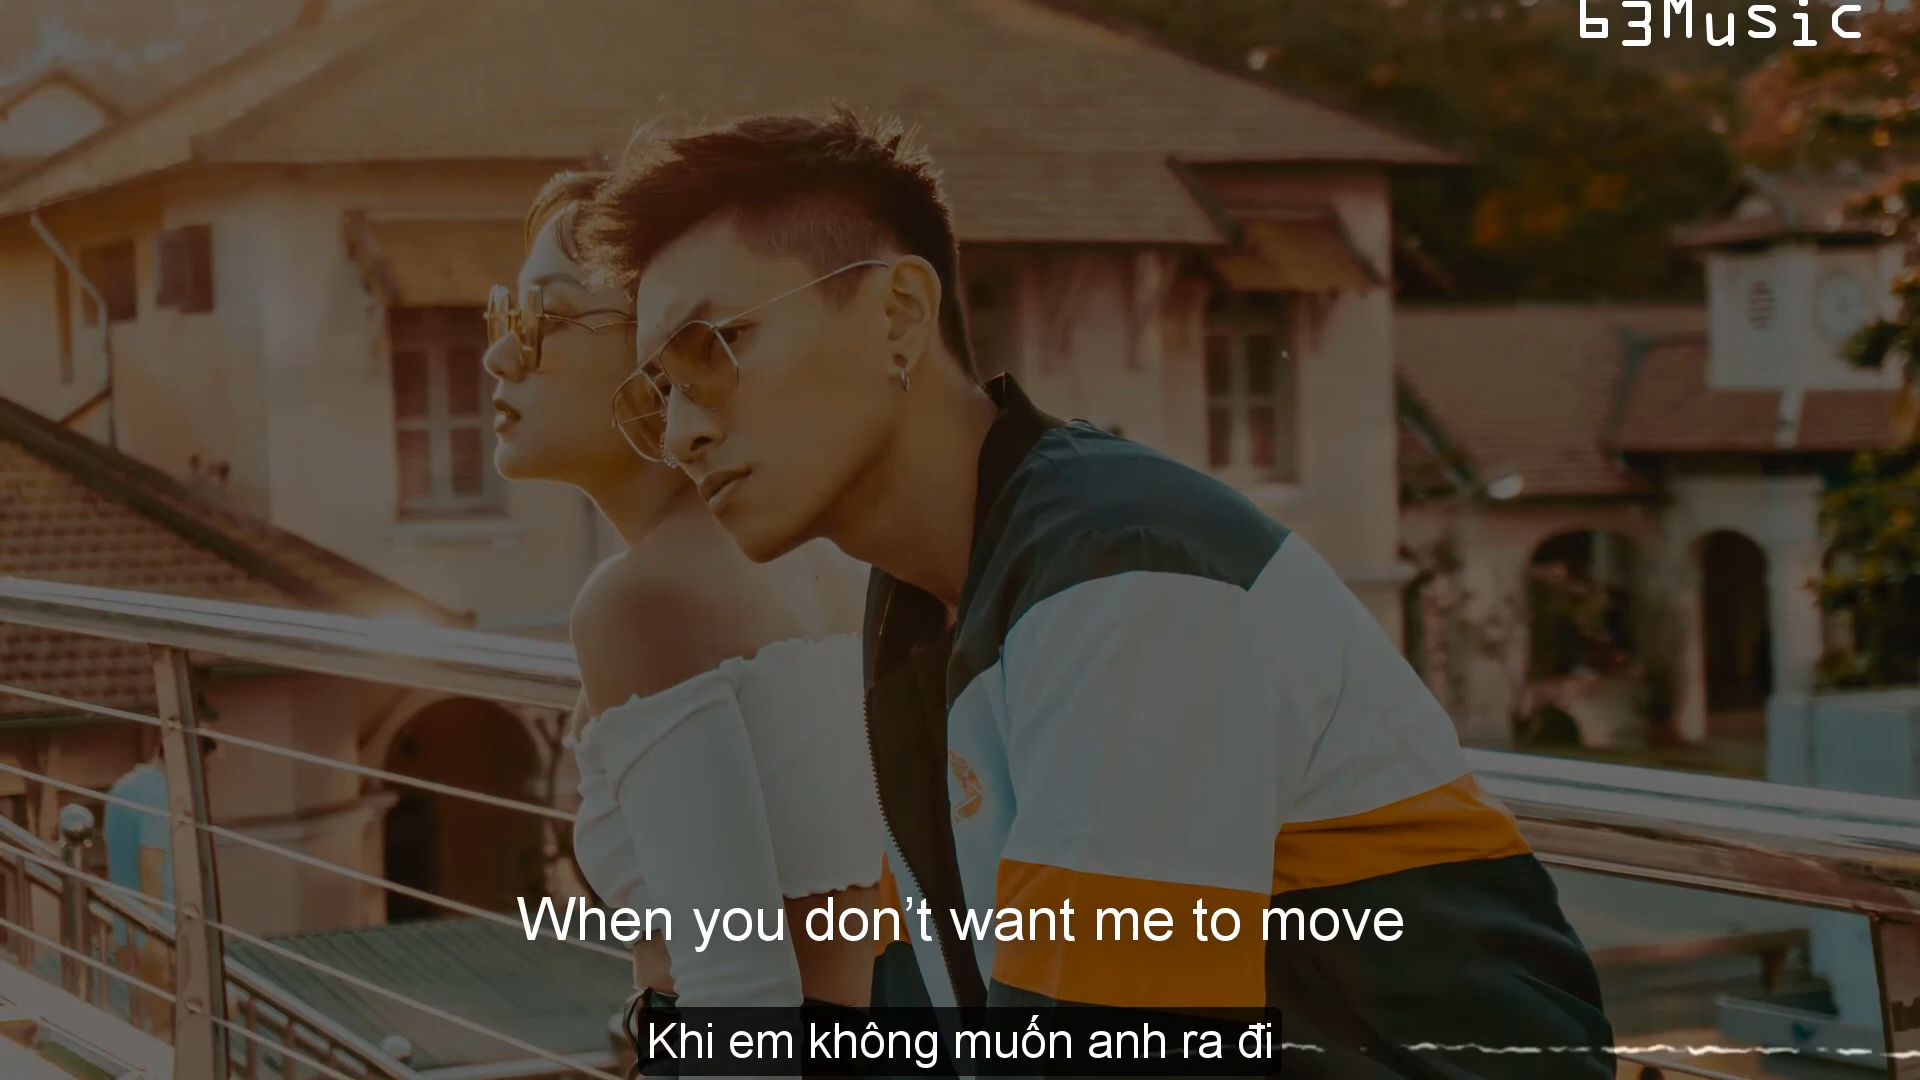 63Music
When you don’t want me to move
Khi em không muốn anh ra đi